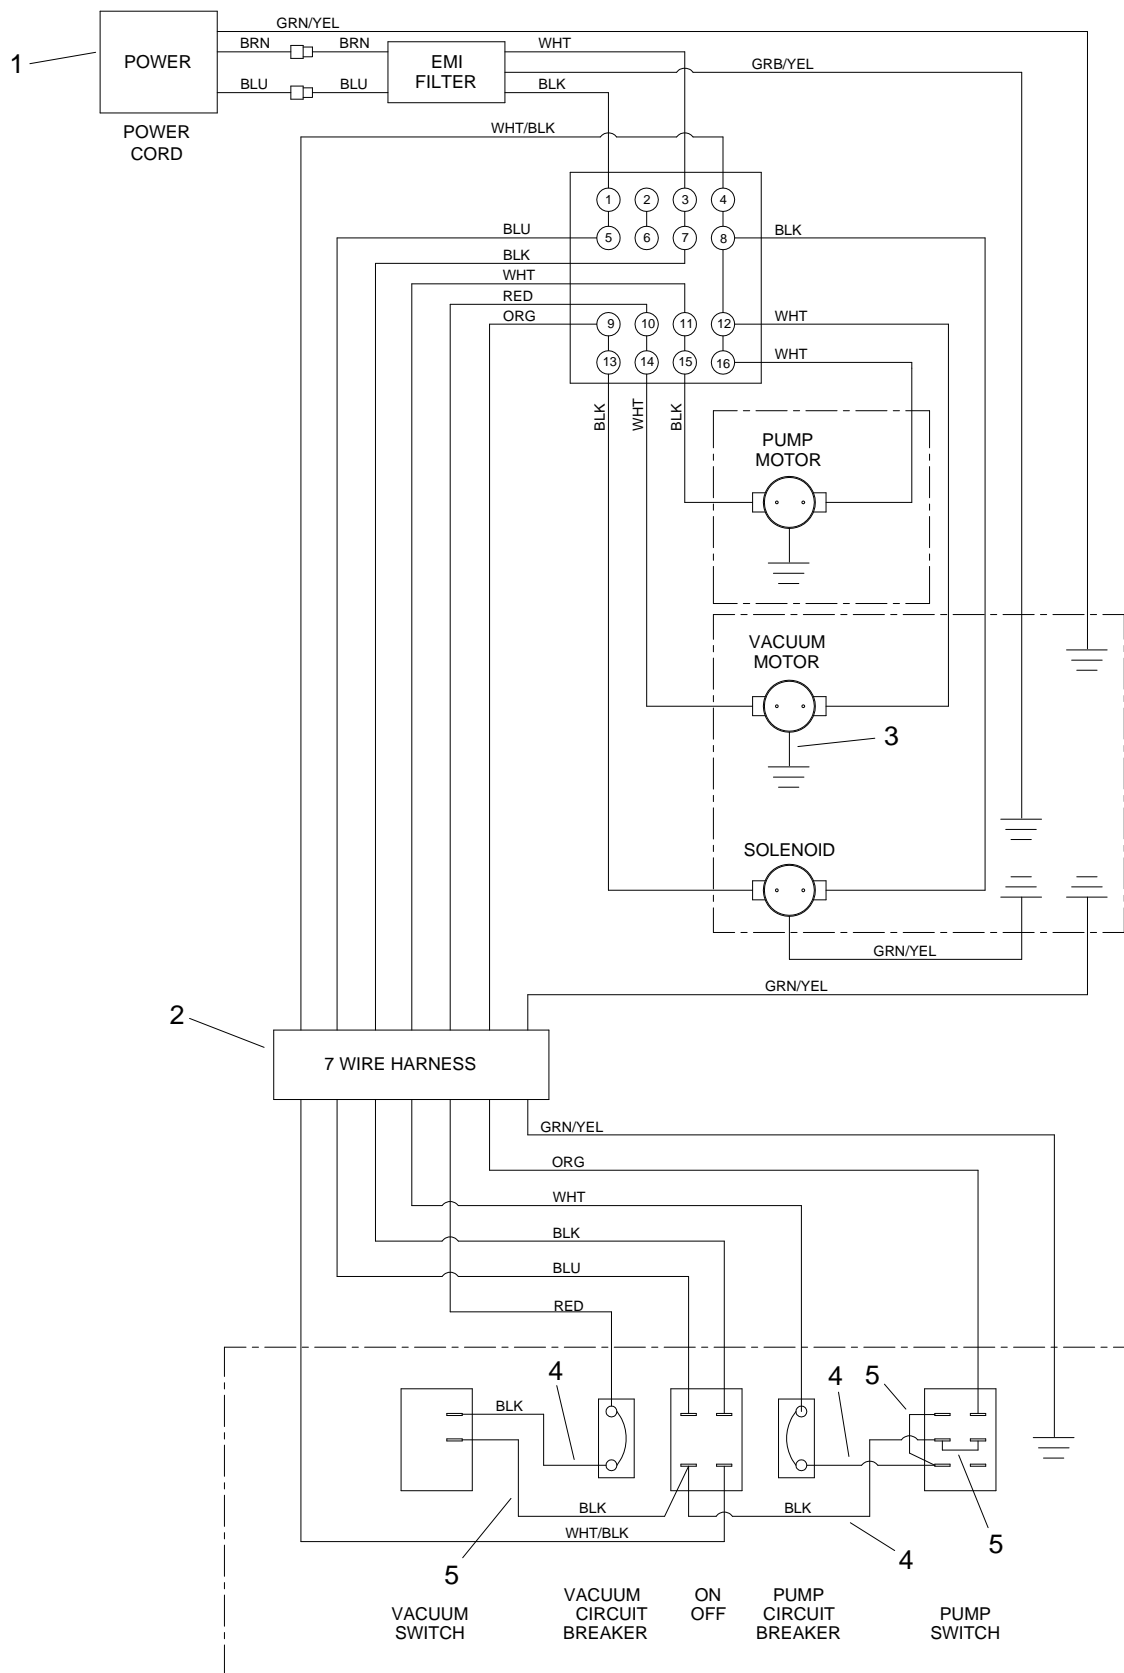 GRN/YEL
BRN
BRN
WHT
1
POWER
EMI
FILTER
GRB/YEL
BLU
BLU
BLK
POWER
CORD
WHT/BLK
1
2
3
4
BLU
5
6
7
8
BLK
BLK
WHT
RED
ORG
9
10
11
12
WHT
13
14
15
16
WHT
BLK
WHT
BLK
PUMP
MOTOR
VACUUM
MOTOR
3
SOLENOID
GRN/YEL
GRN/YEL
2
7 WIRE HARNESS
GRN/YEL
ORG
WHT
BLK
BLU
RED
4
4
5
BLK
BLK
BLK
WHT/BLK
5
4
5
VACUUM
SWITCH
VACUUM
CIRCUIT
BREAKER
ON
OFF
PUMP
CIRCUIT
BREAKER
PUMP
SWITCH